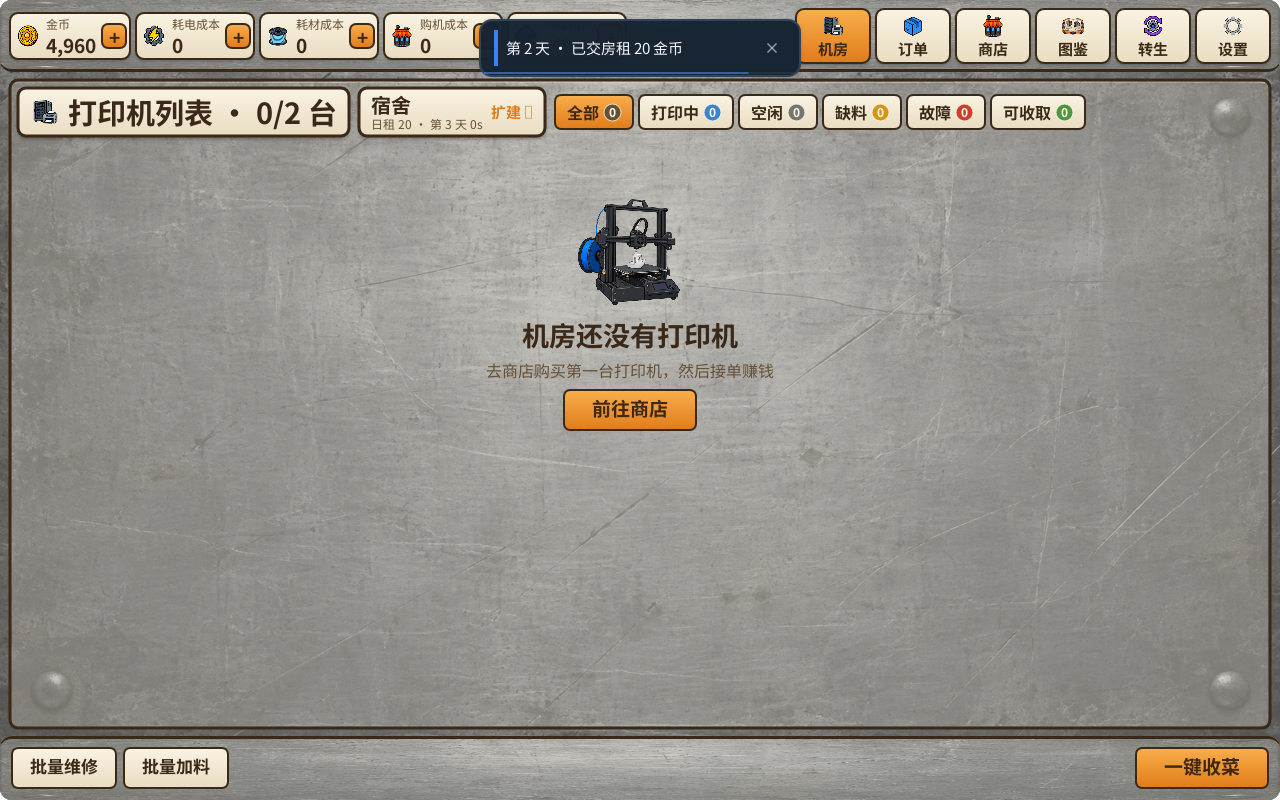 金币
4,960
+
耗电成本
0
+
耗材成本
0
+
购机成本
0
第 2 天 · 已交房租 20 金币
×
机房
订单
商店
图鉴
转生
设置
打印机列表 · 0/2 台
宿舍
日租 20 · 第 3 天 0s
扩建
全部 0
打印中 0
空闲 0
缺料 0
故障 0
可收取 0
机房还没有打印机
去商店购买第一台打印机，然后接单赚钱
前往商店
批量维修
批量加料
一键收菜